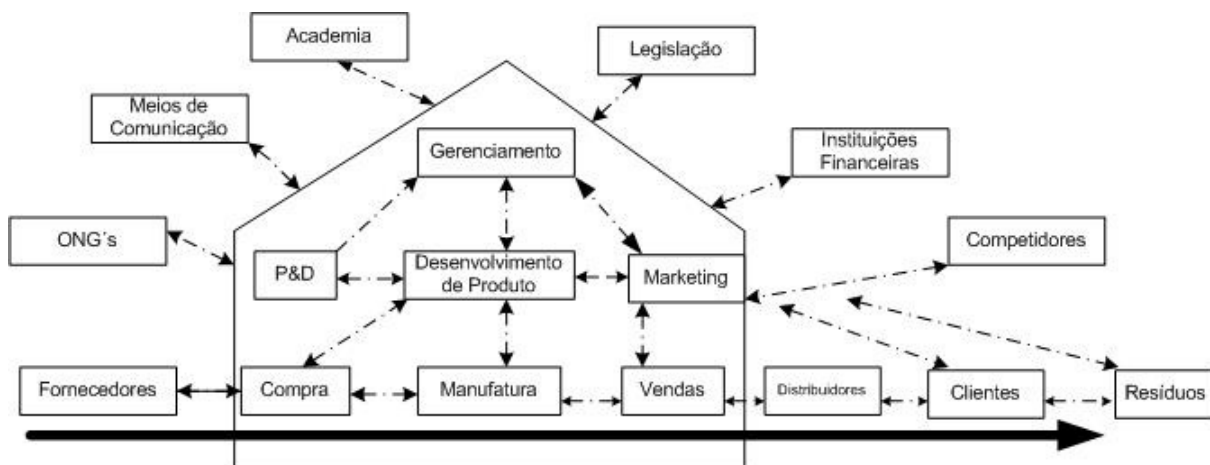 Academia
Legislação
Meios de
Comunicação
Gerenciamento
Instituições
Financeiras
ONG´s
Competidores
P&D
Desenvolvimento
de Produto
Marketing
Fornecedores
Compra
Manufatura
Vendas
Distribuidores
Clientes
Resíduos